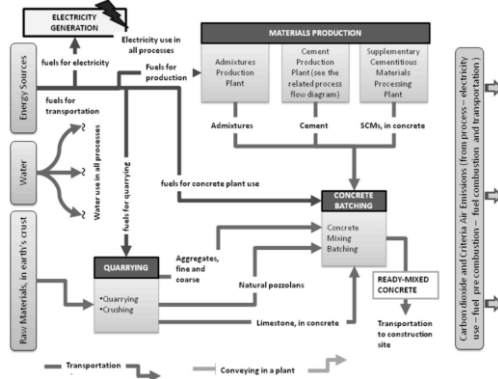 ELECTRICITY
GENERATION
Electricity use in
all processes
MATERIALS PRODUCTION
Energy Sources
fuels for electricity
Fuels for
production
fuels for
transportation
Admixtures
Production
Plant
Cement
Production
Plant (see the
related process
flow diagram)
Supplementary
Cementitious
Materials
Processing
Plant
Admixtures
Cement
SCMs, in concrete
Water
Water use in all processes
fuels for quarrying
fuels for concrete plant use
CONCRETE
BATCHING
Concrete
Mixing
Batching
Raw Materials, in earth's crust
QUARRYING
•Quarrying
•Crushing
Aggregates,
fine and
coarse
Natural pozzolans
Limestone, in concrete
READY-MIXED
CONCRETE
Transportation
to construction
site
Transportation
Conveying in a plant
Carbon dioxide and Criteria Air Emissions (from process – electricity
use – fuel pre combustion – fuel combustion and transportation)